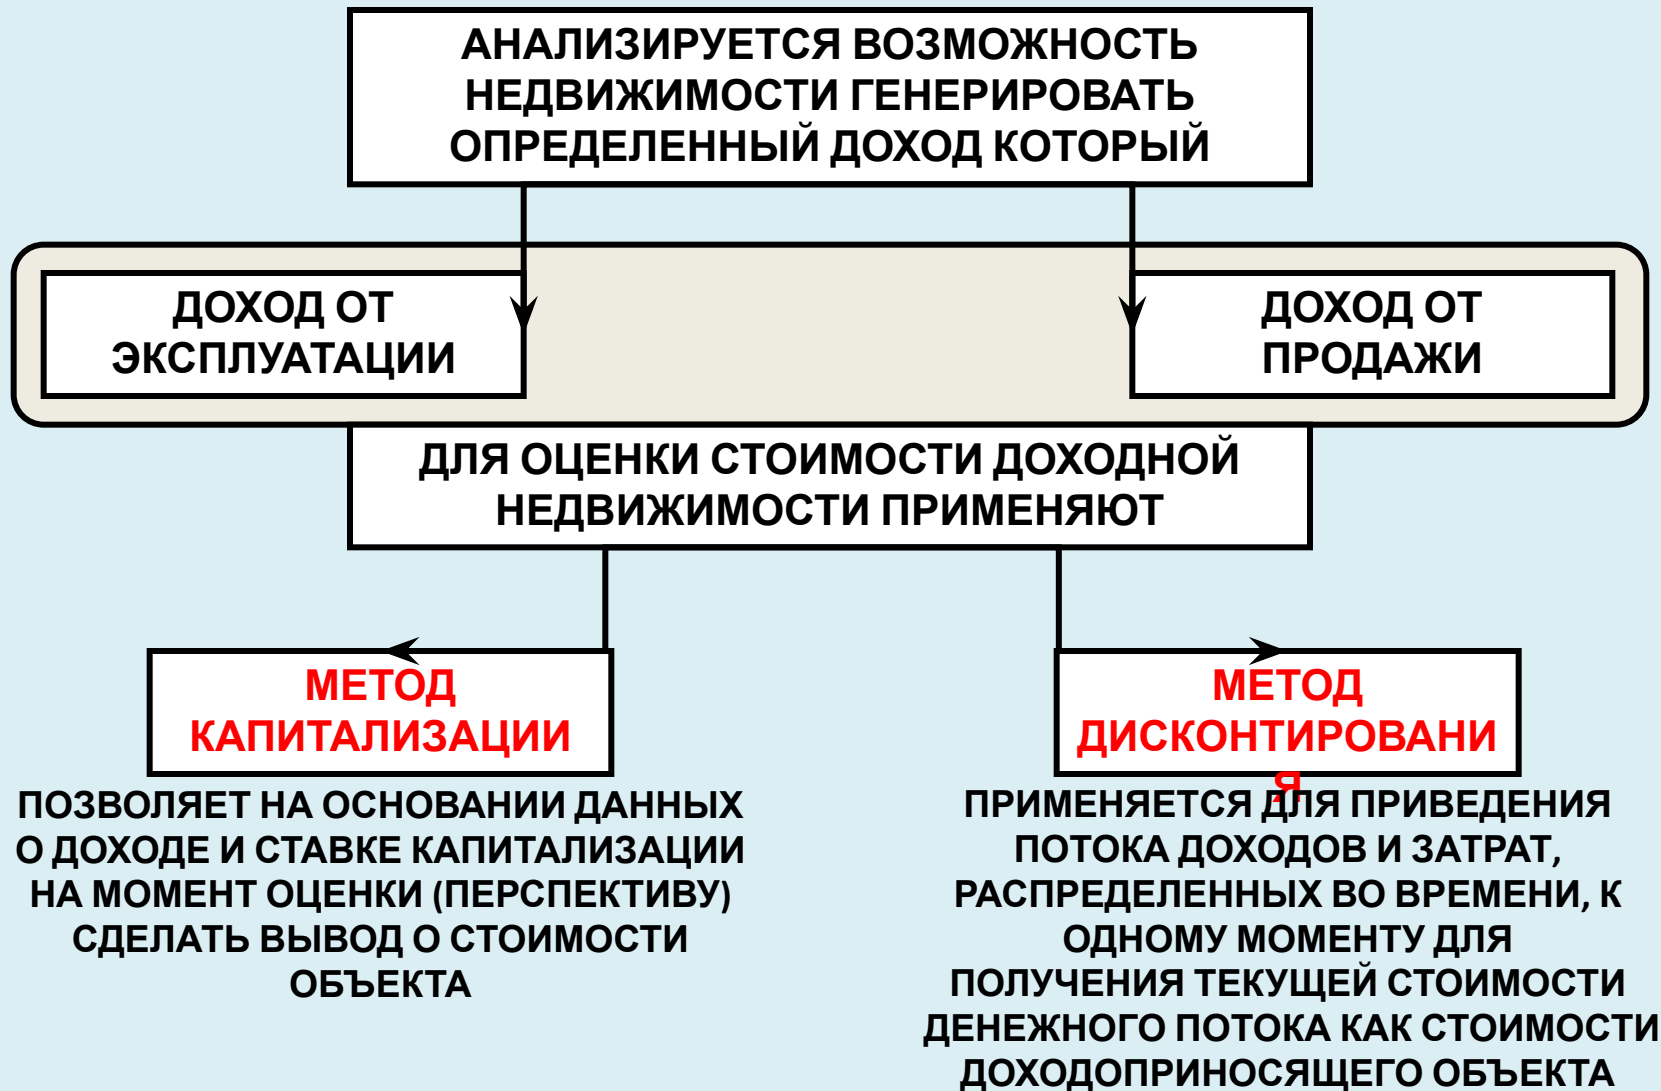 АНАЛИЗИРУЕТСЯ ВОЗМОЖНОСТЬ
НЕДВИЖИМОСТИ ГЕНЕРИРОВАТЬ
ОПРЕДЕЛЕННЫЙ ДОХОД КОТОРЫЙ
ДОХОД ОТ
ЭКСПЛУАТАЦИИ
ДОХОД ОТ
ПРОДАЖИ
ДЛЯ ОЦЕНКИ СТОИМОСТИ ДОХОДНОЙ
НЕДВИЖИМОСТИ ПРИМЕНЯЮТ
МЕТОД
КАПИТАЛИЗАЦИИ
ПОЗВОЛЯЕТ НА ОСНОВАНИИ ДАННЫХ
О ДОХОДЕ И СТАВКЕ КАПИТАЛИЗАЦИИ
НА МОМЕНТ ОЦЕНКИ (ПЕРСПЕКТИВУ)
СДЕЛАТЬ ВЫВОД О СТОИМОСТИ
ОБЪЕКТА
МЕТОД
ДИСКОНТИРОВАНИ
Я
ПРИМЕНЯЕТСЯ ДЛЯ ПРИВЕДЕНИЯ
ПОТОКА ДОХОДОВ И ЗАТРАТ,
РАСПРЕДЕЛЕННЫХ ВО ВРЕМЕНИ, К
ОДНОМУ МОМЕНТУ ДЛЯ
ПОЛУЧЕНИЯ ТЕКУЩЕЙ СТОИМОСТИ
ДЕНЕЖНОГО ПОТОКА КАК СТОИМОСТИ
ДОХОДОПРИНОСЯЩЕГО ОБЪЕКТА